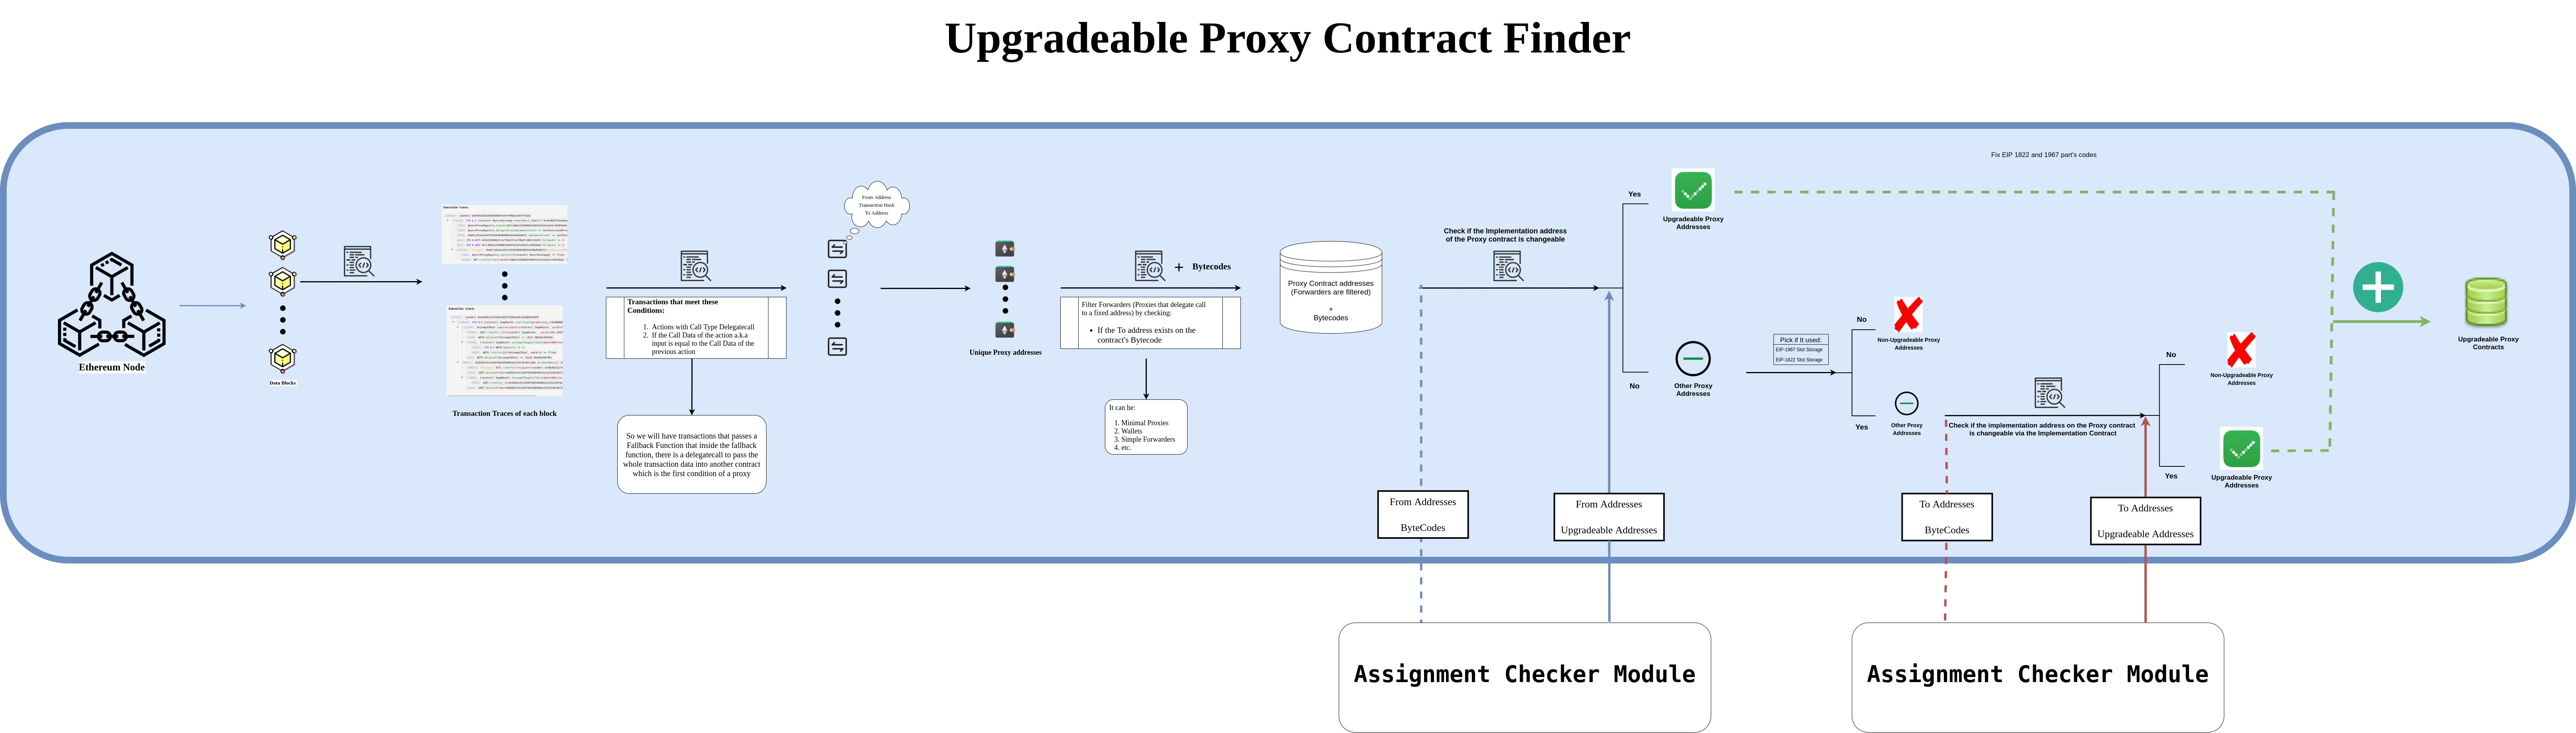 Upgradeable Proxy Contract Finder
Fix EIP 1822 and 1967 part's codes
Ethereum Node
Data Blocks
Execution trace:
Execution trace:
Transaction Traces of each block
Transactions that meet these
Conditions:
1. Actions with Call Type Delegatecall
2. If the Call Data of the action a.k.a
input is equal to the Call Data of the
previous action
So we will have transactions that passes a
Fallback Function that inside the fallback
function, there is a delegatecall to pass the
whole transaction data into another contract
which is the first condition of a proxy
From Address
Transaction Hash
To Address
Unique Proxy addresses
+ Bytecodes
Filter Forwarders (Proxies that delegate call
to a fixed address) by checking:
• If the To address exists on the
contract's Bytecode
It can be:
1. Minimal Proxies
2. Wallets
3. Simple Forwarders
4. etc.
Proxy Contract addresses
(Forwarders are filtered)
+
Bytecodes
Check if the Implementation address
of the Proxy contract is changeable
Yes
No
Upgradeable Proxy
Addresses
Other Proxy
Addresses
Pick if It used:
EIP-1967 Slot Storage
EIP-1822 Slot Storage
No
Yes
Non-Upgradeable Proxy
Addresses
Other Proxy
Addresses
Check if the implementation address on the Proxy contract
is changeable via the Implementation Contract
No
Yes
Non-Upgradeable Proxy
Addresses
Upgradeable Proxy
Addresses
Upgradeable Proxy
Contracts
From Addresses
ByteCodes
From Addresses
Upgradeable Addresses
To Addresses
ByteCodes
To Addresses
Upgradeable Addresses
Assignment Checker Module
Assignment Checker Module